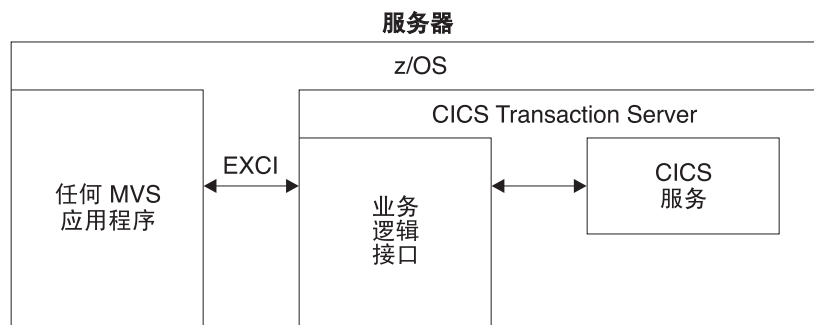 服务器
z/OS
CICS Transaction Server
EXCI
任何 MVS
应用程序
业务
逻辑
接口
CICS
服务